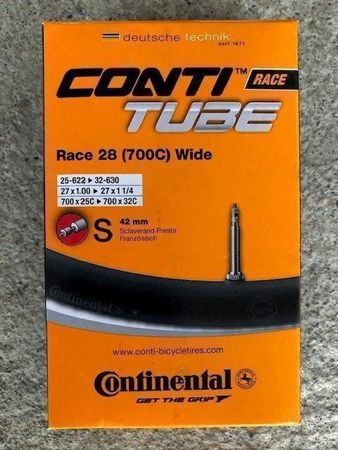 deutsche technik
seit 1871
CONTI™ RACE
TUBE
Race 28 (700C) Wide
25-622 ▸ 32-630
27 x 1.00 ▸ 27 x 1 1/4
700 x 25C ▸ 700 x 32C
S
42 mm
Sclaverand Presta
Französisch
Continental
www.conti-bicycletires.com
Continental
GET THE GRIP